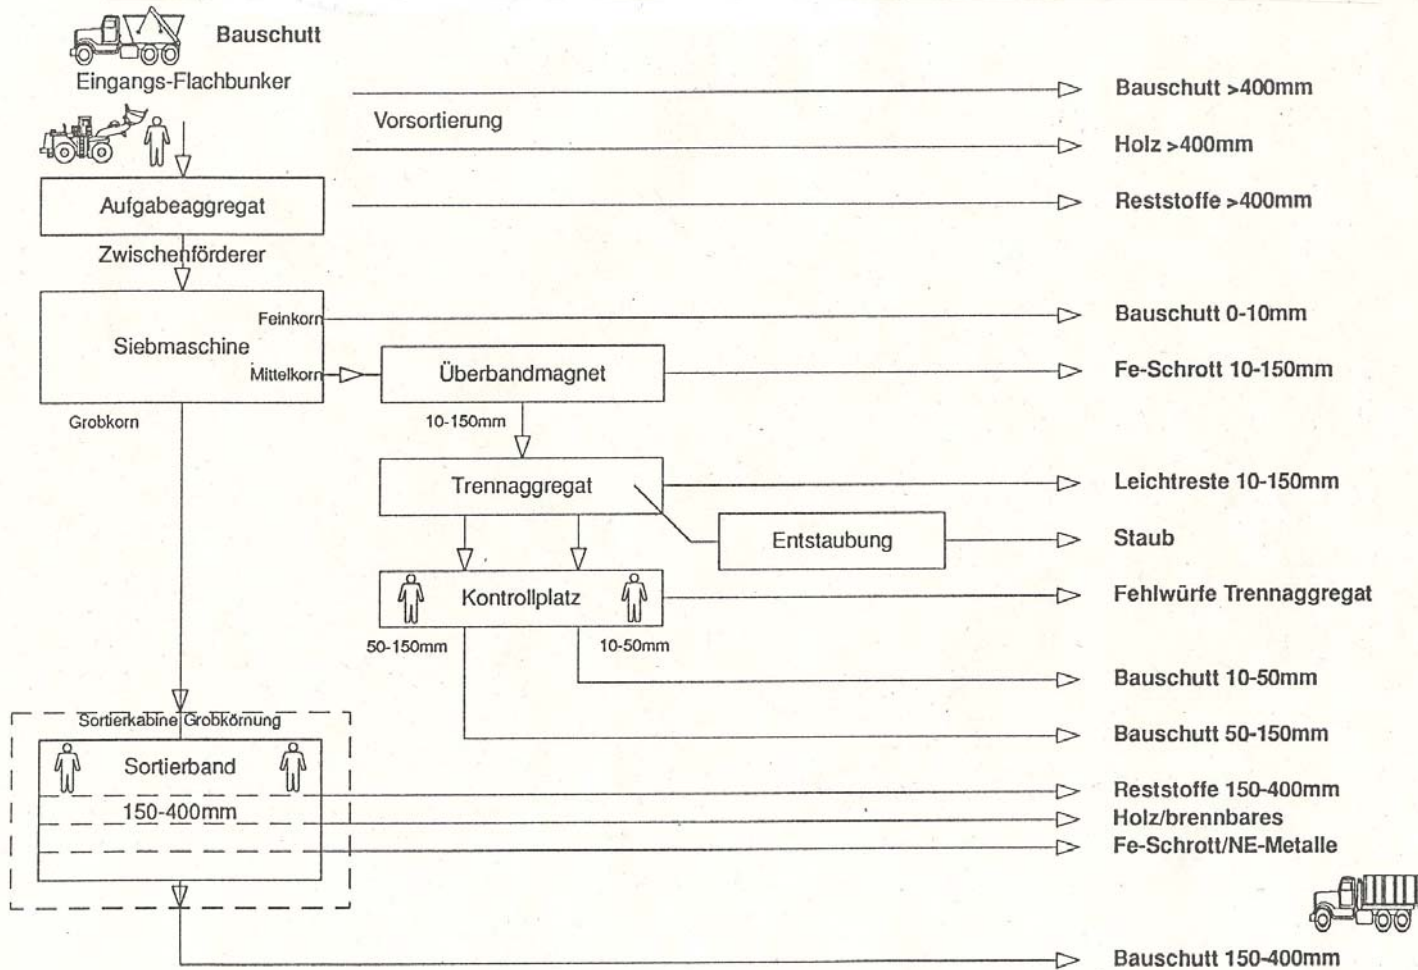 Bauschutt
Eingangs-Flachbunker
Bauschutt >400mm
Vorsortierung
Holz >400mm
Aufgabeaggregat
Reststoffe >400mm
Zwischenförderer
Feinkorn
Bauschutt 0-10mm
Siebmaschine
Mittelkorn
Überbandmagnet
Fe-Schrott 10-150mm
Grobkorn
10-150mm
Trennaggregat
Leichtreste 10-150mm
Entstaubung
Staub
Kontrollplatz
Fehlwürfe Trennaggregat
50-150mm
10-50mm
Bauschutt 10-50mm
Sortierkabine Grobkörnung
Bauschutt 50-150mm
Sortierband
Reststoffe 150-400mm
150-400mm
Holz/brennbares
Fe-Schrott/NE-Metalle
Bauschutt 150-400mm